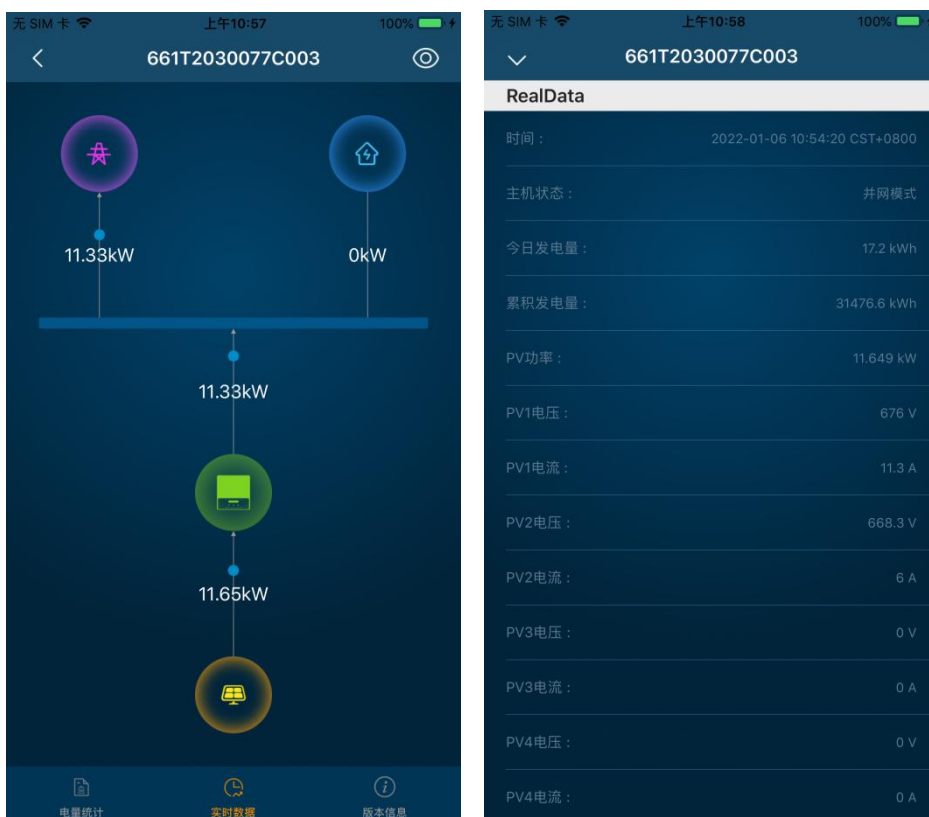 无 SIM 卡 上午10:57 100%
661T2030077C003
11.33kW 0kW
11.33kW
11.65kW
电量统计 实时数据 版本信息
无 SIM 卡 上午10:58 100%
661T2030077C003
RealData
时间： 2022-01-06 10:54:20 CST+0800
主机状态： 并网模式
今日发电量： 17.2 kWh
累积发电量： 31476.6 kWh
PV功率： 11.649 kW
PV1电压： 676 V
PV1电流： 11.3 A
PV2电压： 668.3 V
PV2电流： 6 A
PV3电压： 0 V
PV3电流： 0 A
PV4电压： 0 V
PV4电流： 0 A